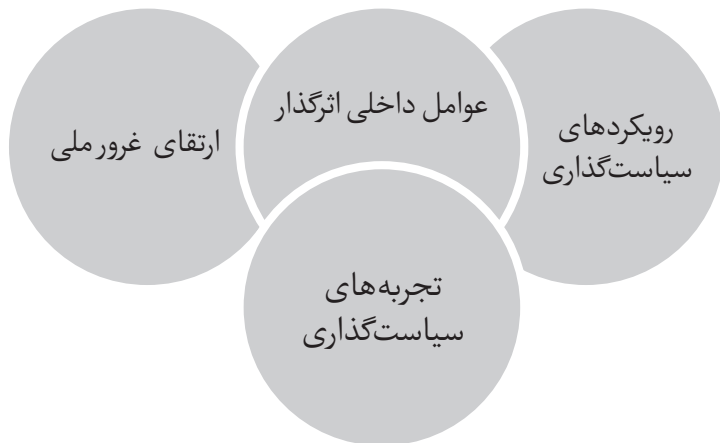 رویکردهای
سیاست‌گذاری
عوامل داخلی اثرگذار
ارتقای غرور ملی
تجربه‌های
سیاست‌گذاری